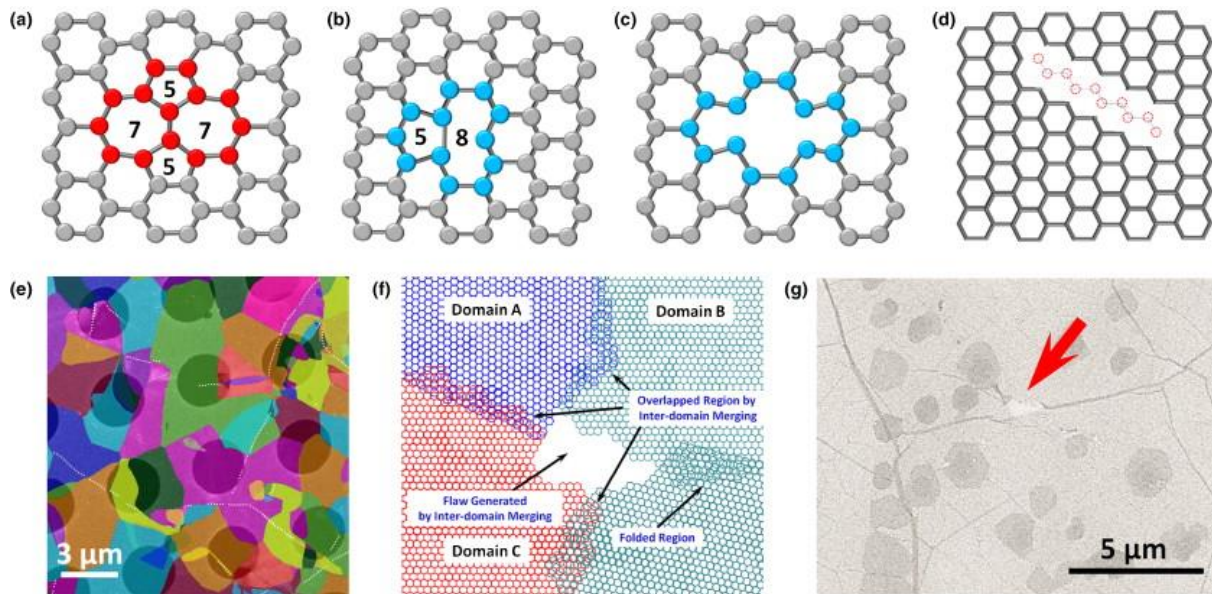 (a)
5
7 7
5
(b)
5 8
(c)
(d)
(e)
3 μm
(f)
Domain A
Domain B
Overlapped Region by
Inter-domain Merging
Flaw Generated
by Inter-domain Merging
Folded Region
Domain C
(g)
5 μm